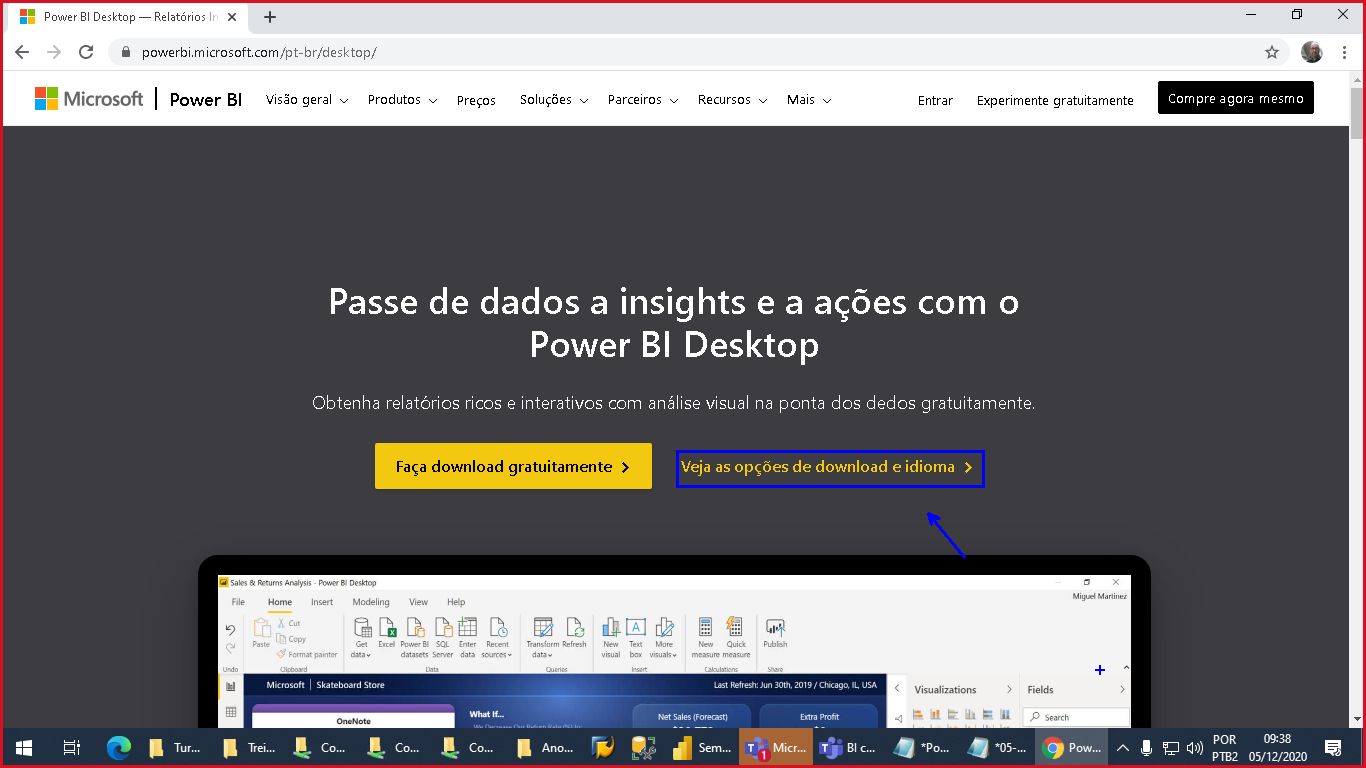 Power BI Desktop — Relatórios In
powerbi.microsoft.com/pt-br/desktop/
Microsoft | Power BI Visão geral Produtos Preços Soluções Parceiros Recursos Mais Entrar Experimente gratuitamente Compre agora mesmo
Passe de dados a insights e a ações com o
Power BI Desktop
Obtenha relatórios ricos e interativos com análise visual na ponta dos dedos gratuitamente.
Faça download gratuitamente Veja as opções de download e idioma
Sales & Returns Analysis - Power BI Desktop
Miguel Martinez
File Home Insert Modeling View Help
Paste
Cut
Copy
Format painter
Get data
Excel
Power BI datasets
SQL Server
Enter data
Recent sources
Transform data
Refresh
New visual
Text box
More visuals
New measure
Quick measure
Publish
Undo Clipboard Data Queries Insert Calculations Share
Microsoft | Skateboard Store Last Refresh: Jun 30th, 2019 / Chicago, IL, USA
Visualizations Fields
Search
OneNote
What If...
Net Sales (Forecast) Extra Profit
Tur... Trei... Co... Co... Co... Ano... Sem... Micr... 1 BI c... *Po... *05-... Pow...
POR
PTB2
09:38
05/12/2020